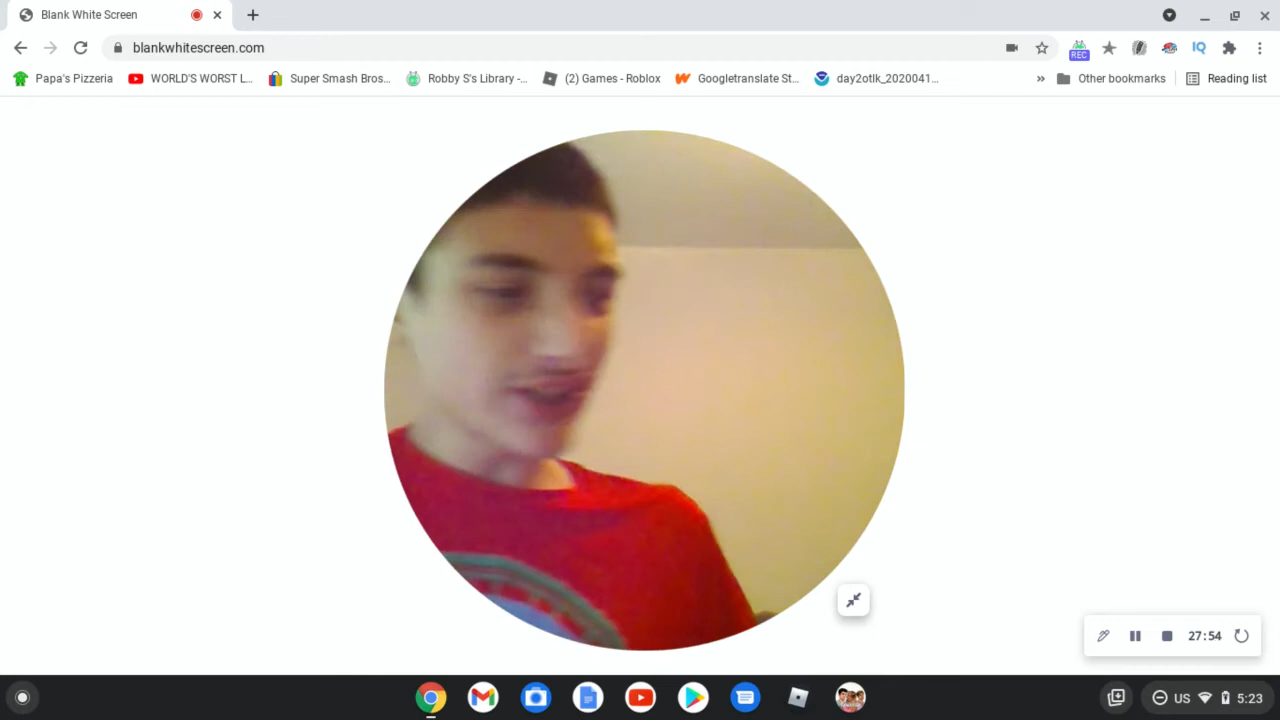 Blank White Screen
blankwhitescreen.com
REC
IQ
Papa's Pizzeria
WORLD'S WORST L...
Super Smash Bros...
Robby S's Library -...
(2) Games - Roblox
Googletranslate St...
day2otlk_2020041...
»
Other bookmarks
Reading list
27:54
US
5:23